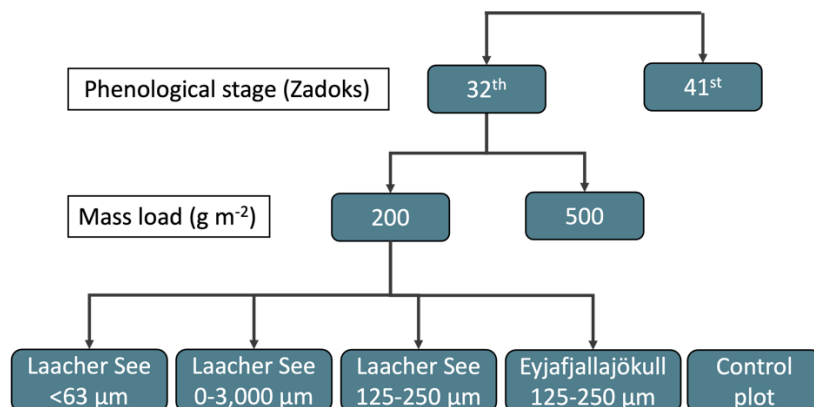 Phenological stage (Zadoks)
32th
41st
Mass load (g m-2)
200
500
Laacher See
<63 μm
Laacher See
0-3,000 μm
Laacher See
125-250 μm
Eyjafjallajökull
125-250 μm
Control
plot